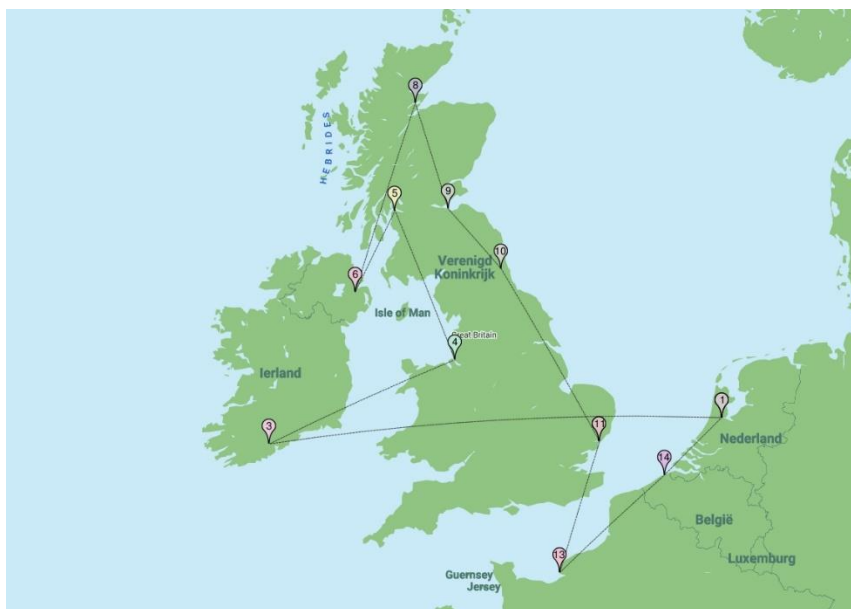 8
HEBRIDES
5
9
10
Verenigd
Koninkrijk
6
Isle of Man
Great Britain
4
Ierland
1
3
11
Nederland
14
België
13
Luxemburg
Guernsey
Jersey